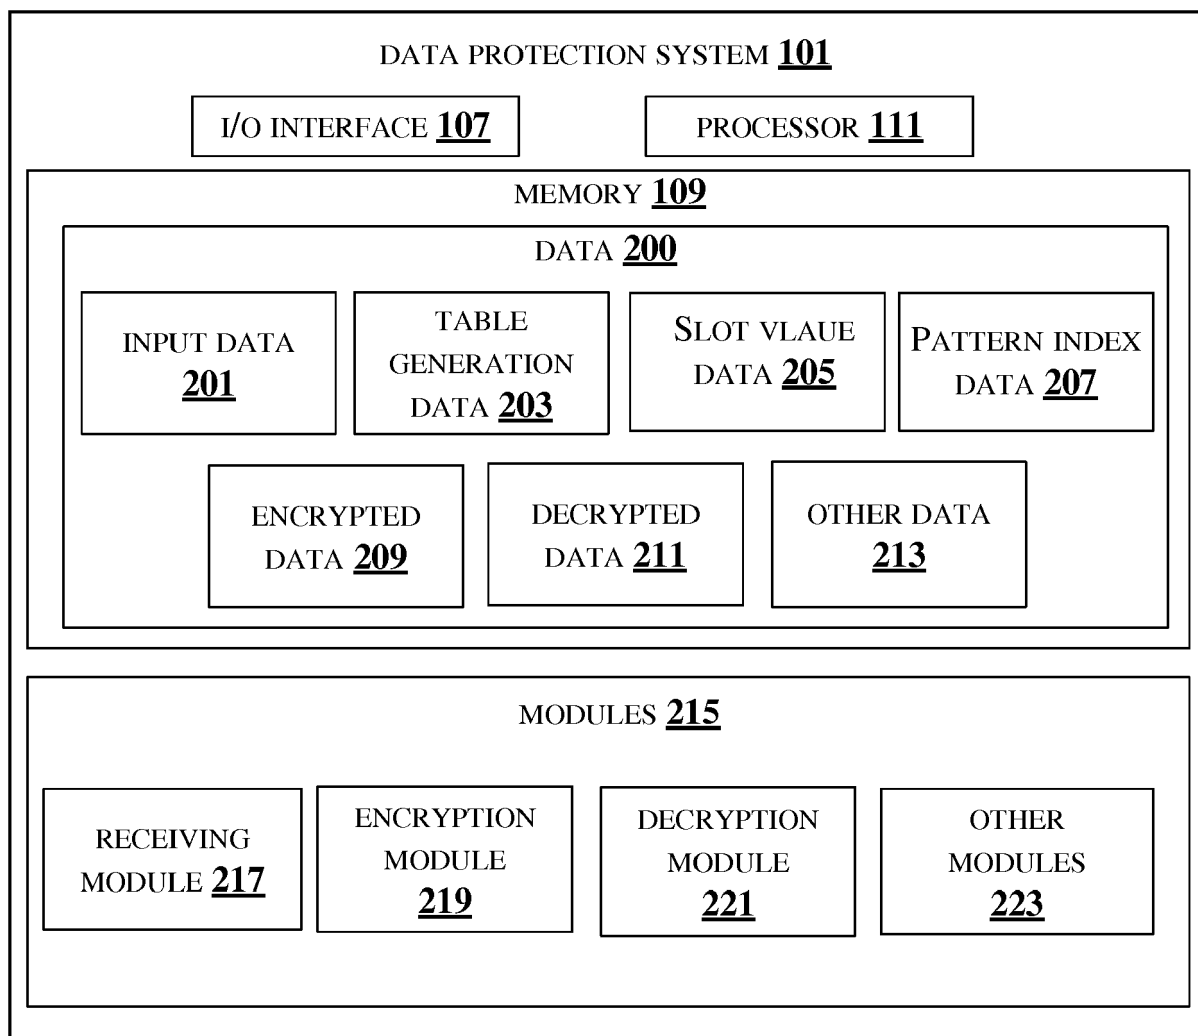 DATA PROTECTION SYSTEM 101
I/O INTERFACE 107
PROCESSOR 111
MEMORY 109
DATA 200
INPUT DATA
201
TABLE
GENERATION
DATA 203
SLOT VLAUE
DATA 205
PATTERN INDEX
DATA 207
ENCRYPTED
DATA 209
DECRYPTED
DATA 211
OTHER DATA
213
MODULES 215
RECEIVING
MODULE 217
ENCRYPTION
MODULE
219
DECRYPTION
MODULE
221
OTHER
MODULES
223